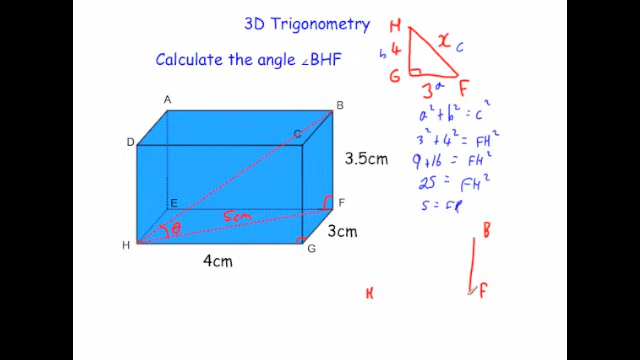 3D Trigonometry
Calculate the angle ∠BHF
H
b 4 x c
G
3 a F
a² + b² = c²
3² + 4² = FH²
9 + 16 = FH²
25 = FH²
5 =
A
B
D
C
3.5cm
E
F
5cm
θ
3cm
H
G
4cm
B
H
F